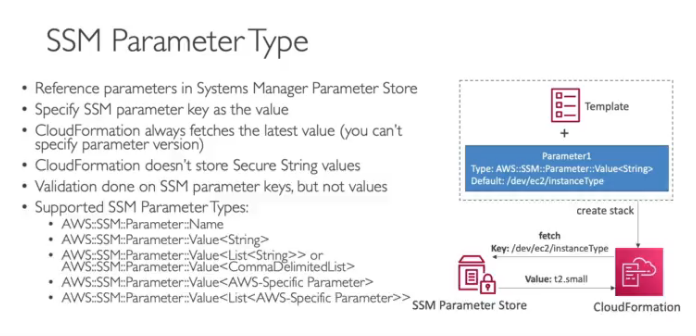 SSM Parameter Type
• Reference parameters in Systems Manager Parameter Store
• Specify SSM parameter key as the value
• CloudFormation always fetches the latest value (you can't
specify parameter version)
• CloudFormation doesn't store Secure String values
• Validation done on SSM parameter keys, but not values
• Supported SSM Parameter Types:
• AWS::SSM::Parameter::Name
• AWS::SSM::Parameter::Value<String>
• AWS::SSM::Parameter::Value<List<String>> or
AWS::SSM::Parameter::Value<CommaDelimitedList>
• AWS::SSM::Parameter::Value<AWS-Specific Parameter>
• AWS::SSM::Parameter::Value<List<AWS-Specific Parameter>>
Template
+
Parameter1
Type: AWS::SSM::Parameter::Value<String>
Default: /dev/ec2/instanceType
create stack
fetch
Key: /dev/ec2/instanceType
Value: t2.small
SSM Parameter Store
CloudFormation